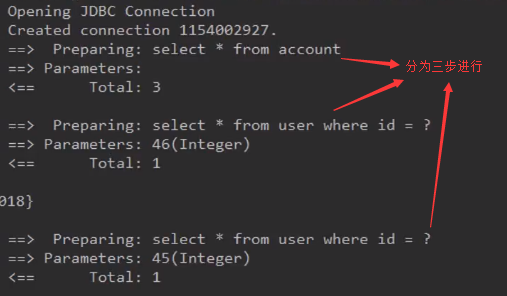 Opening JDBC Connection
Created connection 1154002927.
==>  Preparing: select * from account
==> Parameters:
<==      Total: 3
分为三步进行
==>  Preparing: select * from user where id = ?
==> Parameters: 46(Integer)
<==      Total: 1
018}
==>  Preparing: select * from user where id = ?
==> Parameters: 45(Integer)
<==      Total: 1